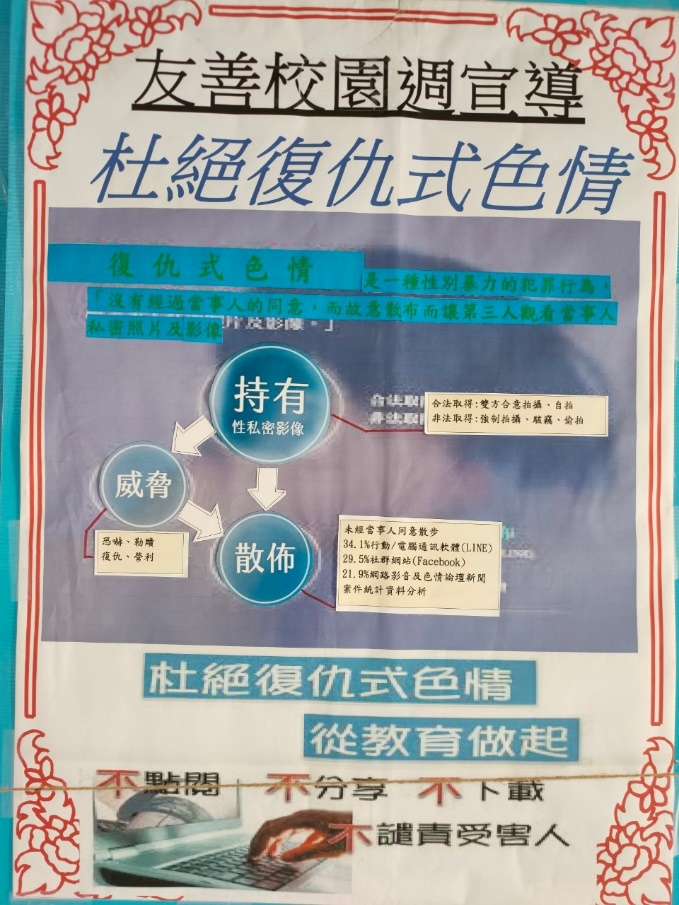 友善校園週宣導
杜絕復仇式色情
復仇式色情 是一種性別暴力的犯罪行為，
「沒有經過當事人的同意，而故意散布而讓第三人觀看當事人
私密照片及影像
片及影像。」
持有
性私密影像
合法取得:雙方合意拍攝、自拍
非法取得:強制拍攝、駭竊、偷拍
威脅
恐嚇、勒贖
復仇、營利
散佈
未經當事人同意散步
34.1%行動/電腦通訊軟體(LINE)
29.5%社群網站(Facebook)
21.9%網路影音及色情論壇新聞
案件統計資料分析
杜絕復仇式色情
從教育做起
不點閱 不分享 不下載
不譴責受害人